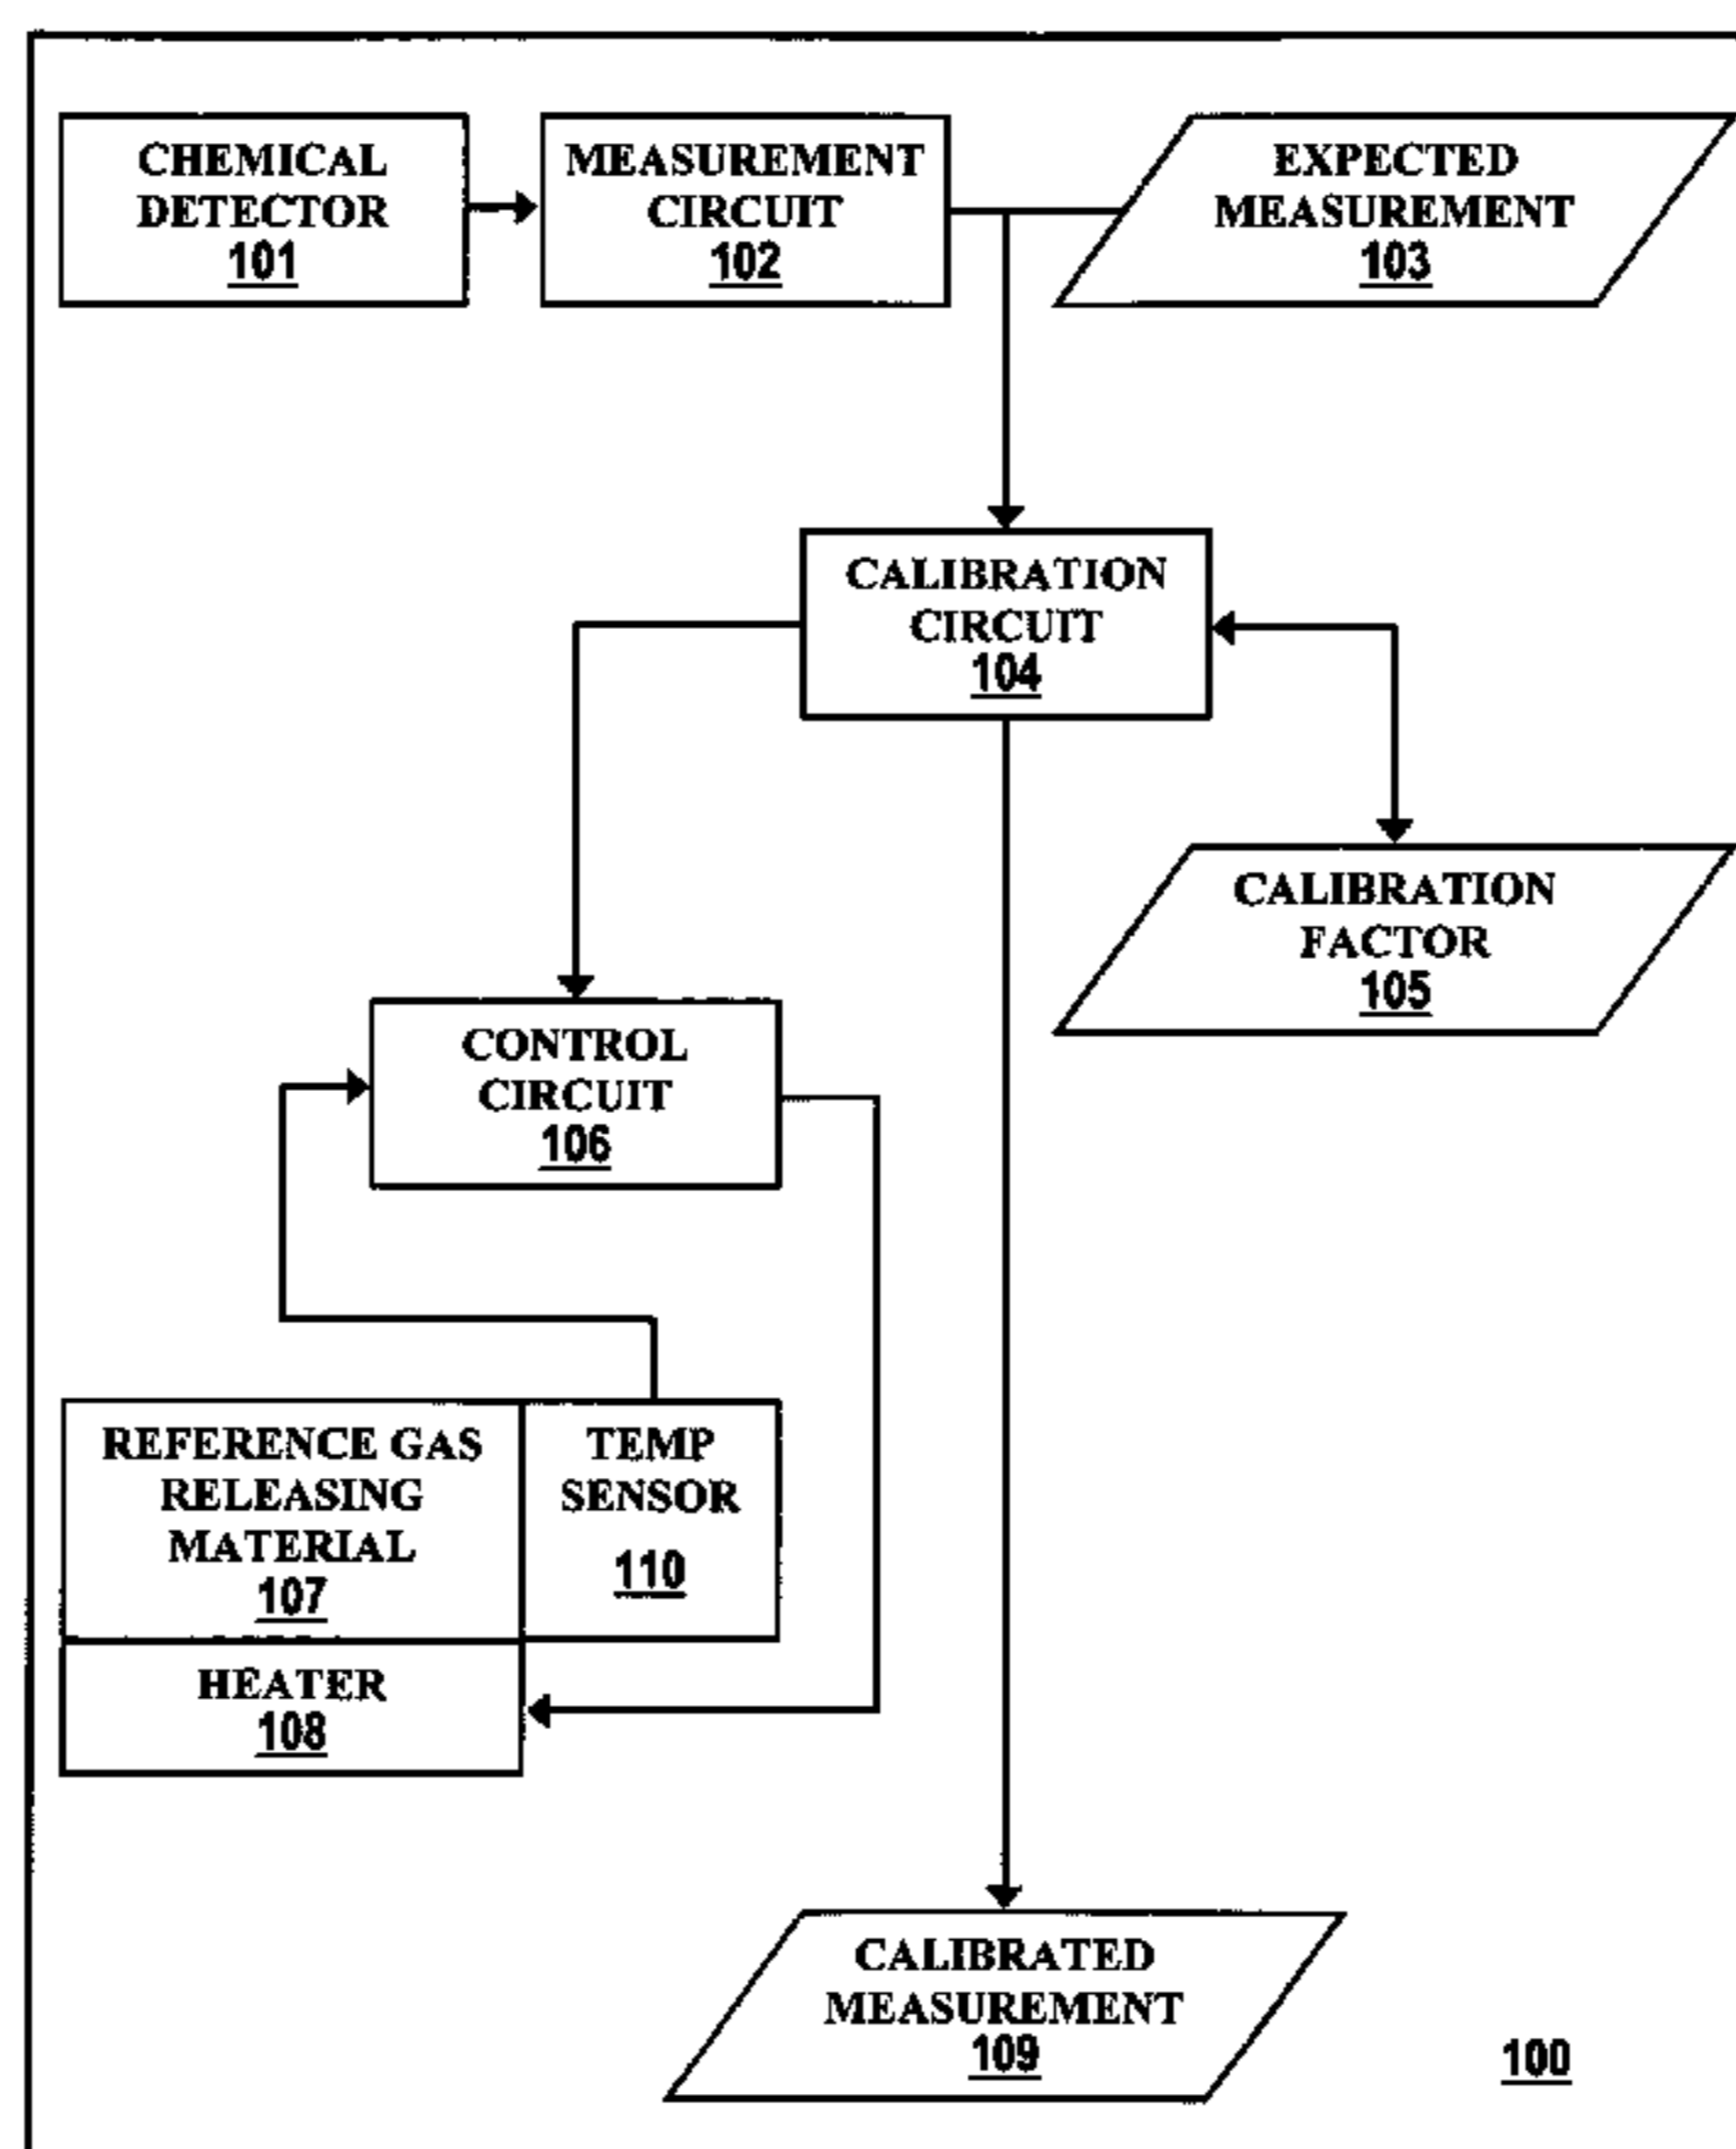 CHEMICAL
DETECTOR
101
MEASUREMENT
CIRCUIT
102
EXPECTED
MEASUREMENT
103
CALIBRATION
CIRCUIT
104
CALIBRATION
FACTOR
105
CONTROL
CIRCUIT
106
REFERENCE GAS
RELEASING
MATERIAL
107
TEMP
SENSOR
110
HEATER
108
CALIBRATED
MEASUREMENT
109
100